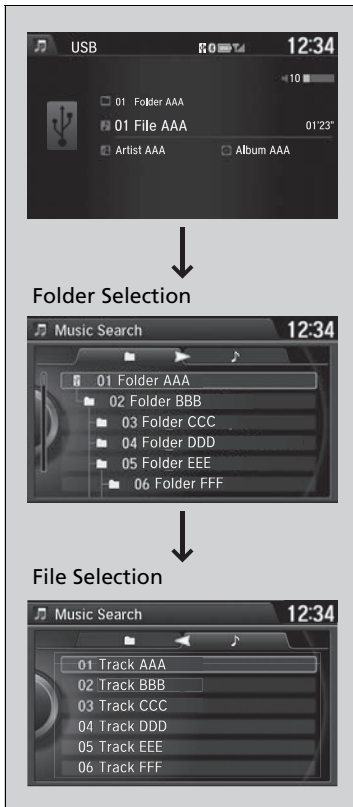 USB 12:34
10
01 Folder AAA
01 File AAA 01'23"
Artist AAA Album AAA
Folder Selection
Music Search 12:34
01 Folder AAA
02 Folder BBB
03 Folder CCC
04 Folder DDD
05 Folder EEE
06 Folder FFF
File Selection
Music Search 12:34
01 Track AAA
02 Track BBB
03 Track CCC
04 Track DDD
05 Track EEE
06 Track FFF